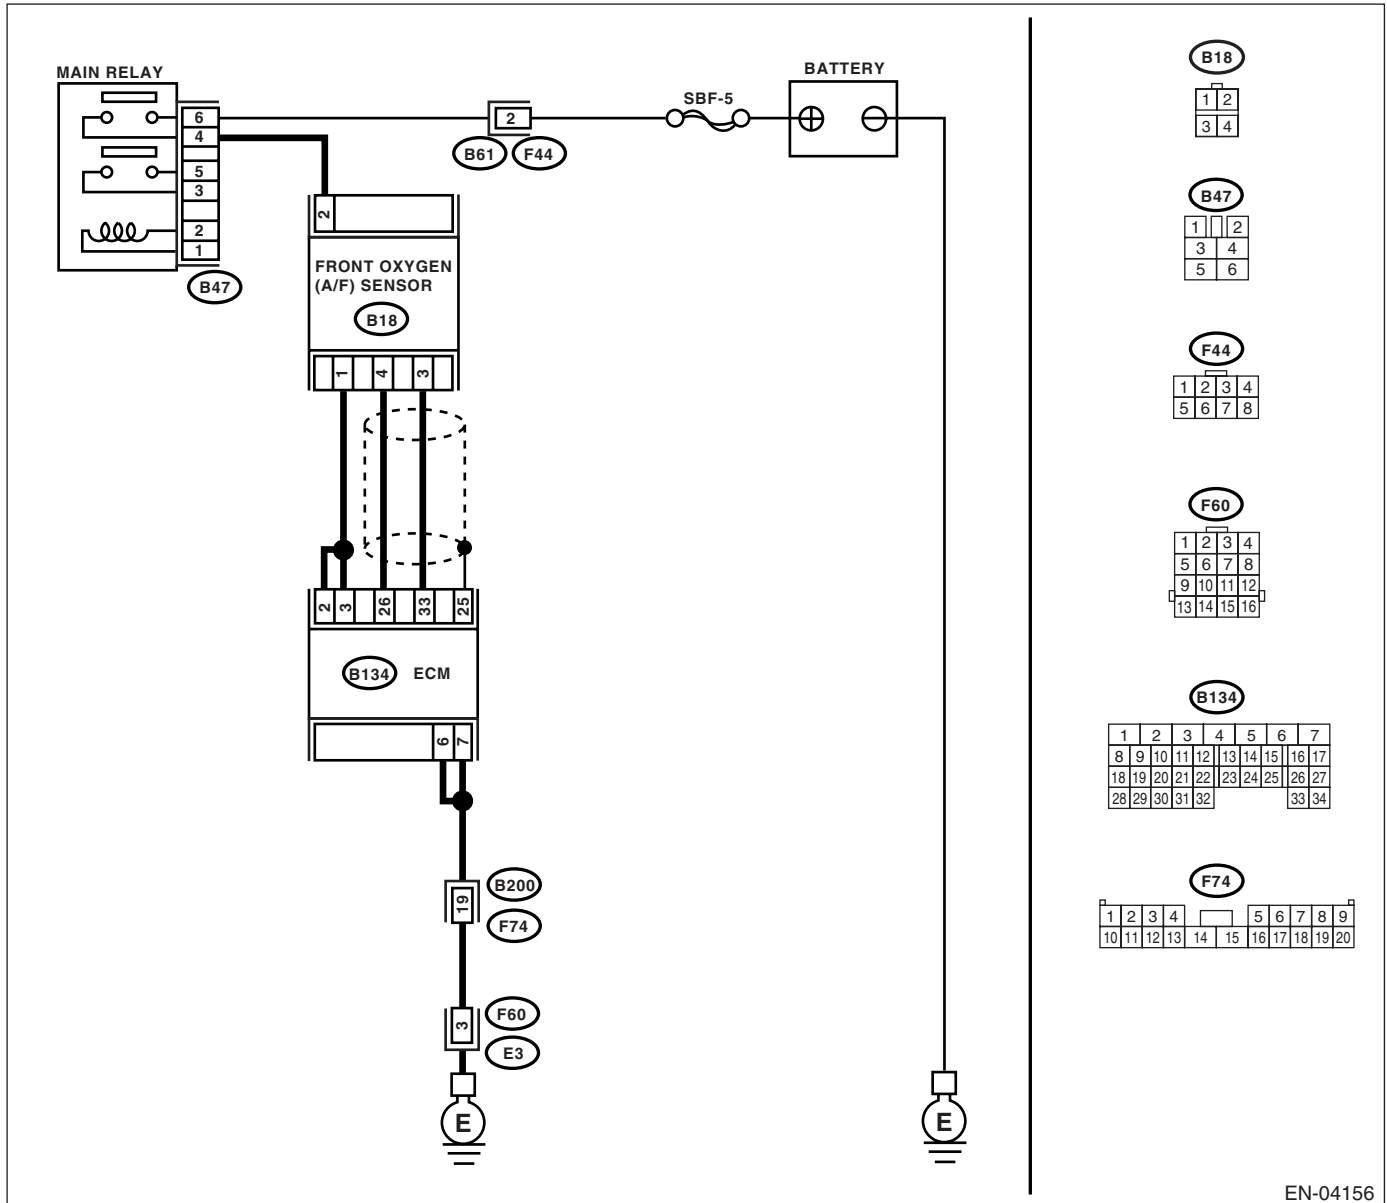 MAIN RELAY
6
4
5
3
2
1
B47
2
B61 F44
SBF-5
BATTERY
2
FRONT OXYGEN
(A/F) SENSOR
B18
1 4 3
2 3 26 33 25
B134 ECM
6 7
19
B200
F74
3
F60
E3
E
E
B18
1 2
3 4
B47
1 2
3 4
5 6
F44
1 2 3 4
5 6 7 8
F60
1 2 3 4
5 6 7 8
9 10 11 12
13 14 15 16
B134
1 2 3 4 5 6 7
8 9 10 11 12 13 14 15 16 17
18 19 20 21 22 23 24 25 26 27
28 29 30 31 32 33 34
F74
1 2 3 4 5 6 7 8 9
10 11 12 13 14 15 16 17 18 19 20
EN-04156